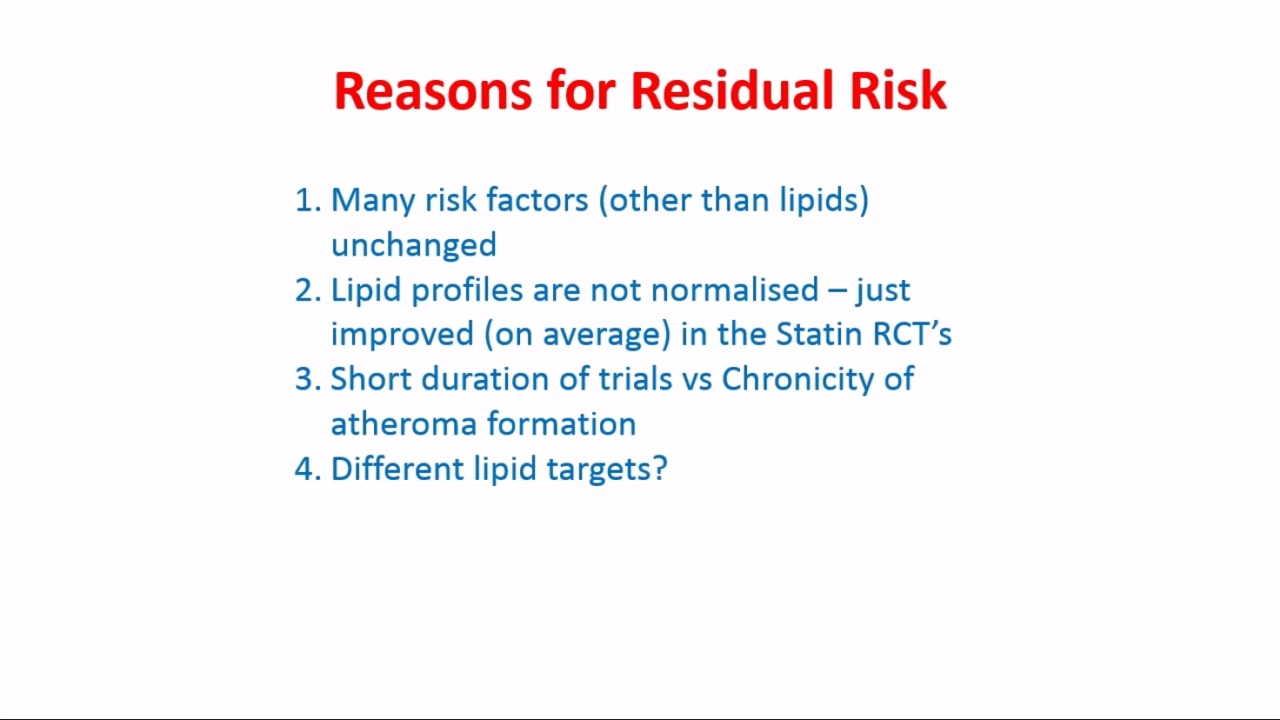 Reasons for Residual Risk
1. Many risk factors (other than lipids)
unchanged
2. Lipid profiles are not normalised – just
improved (on average) in the Statin RCT’s
3. Short duration of trials vs Chronicity of
atheroma formation
4. Different lipid targets?